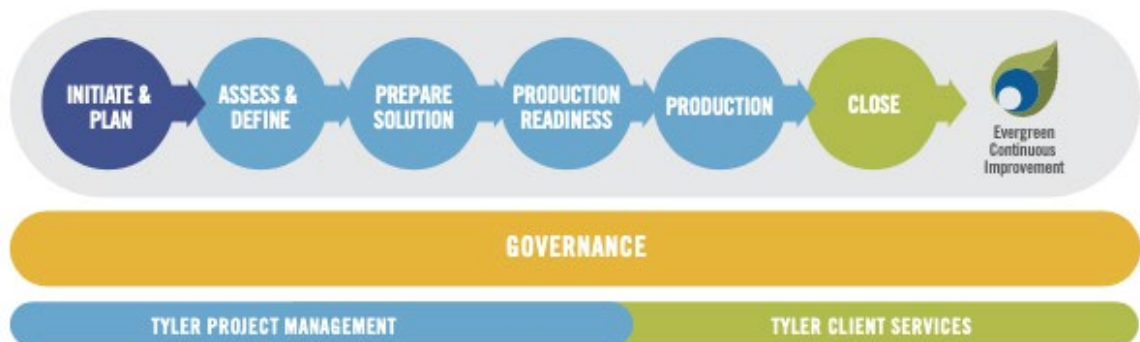 INITIATE &
PLAN
ASSESS &
DEFINE
PREPARE
SOLUTION
PRODUCTION
READINESS
PRODUCTION
CLOSE
Evergreen
Continuous
Improvement
GOVERNANCE
TYLER PROJECT MANAGEMENT
TYLER CLIENT SERVICES